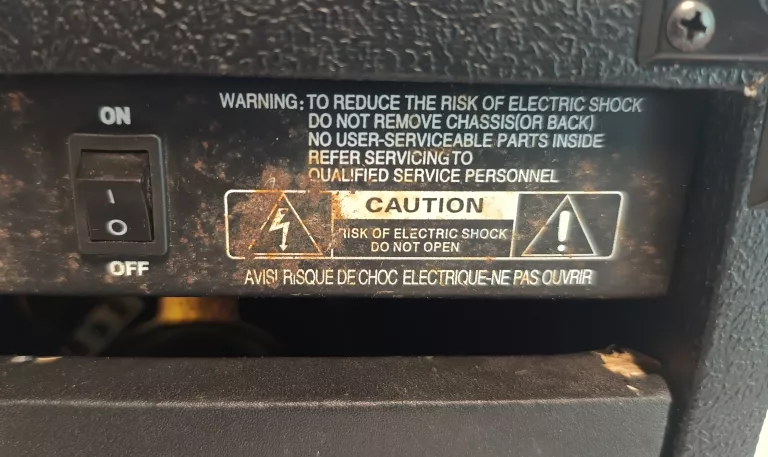 ON
I
O
OFF
WARNING: TO REDUCE THE RISK OF ELECTRIC SHOCK
DO NOT REMOVE CHASSIS(OR BACK)
NO USER-SERVICEABLE PARTS INSIDE
REFER SERVICING TO
QUALIFIED SERVICE PERSONNEL
CAUTION
RISK OF ELECTRIC SHOCK
DO NOT OPEN
AVIS! RISQUE DE CHOC ELECTRIQUE-NE PAS OUVRIR